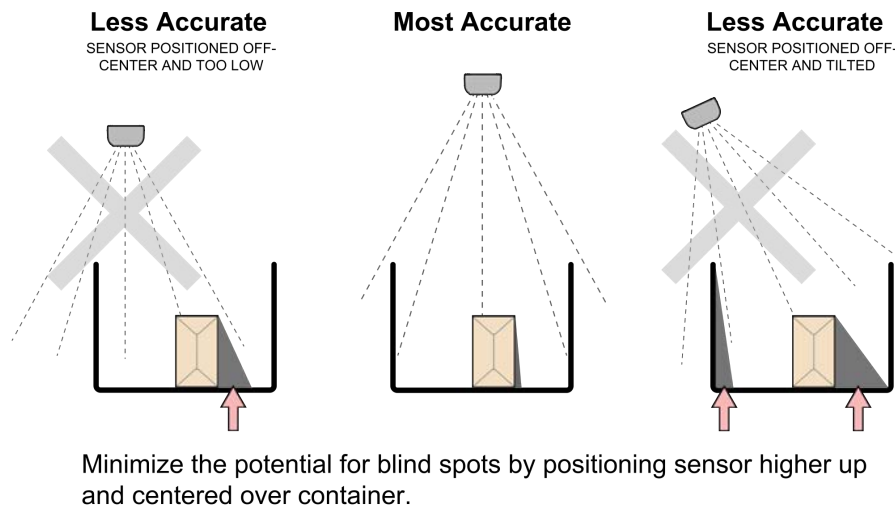 Less Accurate
SENSOR POSITIONED OFF-
CENTER AND TOO LOW
Most Accurate
Less Accurate
SENSOR POSITIONED OFF-
CENTER AND TILTED
Minimize the potential for blind spots by positioning sensor higher up
and centered over container.